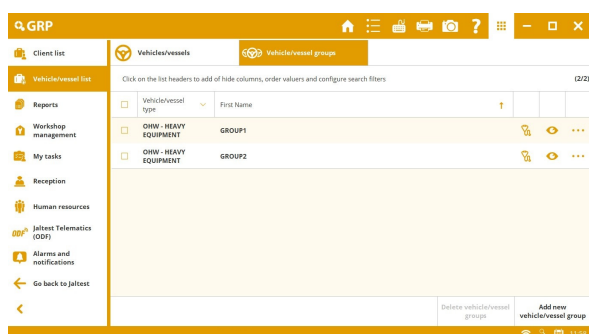 GRP
?
Client list
Vehicles/vessels
Vehicle/vessel groups
Vehicle/vessel list
Click on the list headers to add of hide columns, order valuers and configure search filters
(2/2)
Reports
Vehicle/vessel
type
First Name
Workshop
management
OHW - HEAVY
EQUIPMENT
GROUP1
My tasks
OHW - HEAVY
EQUIPMENT
GROUP2
Reception
Human resources
ODF
Jaltest Telematics
(ODF)
Alarms and
notifications
Go back to Jaltest
Delete vehicle/vessel
groups
Add new
vehicle/vessel group